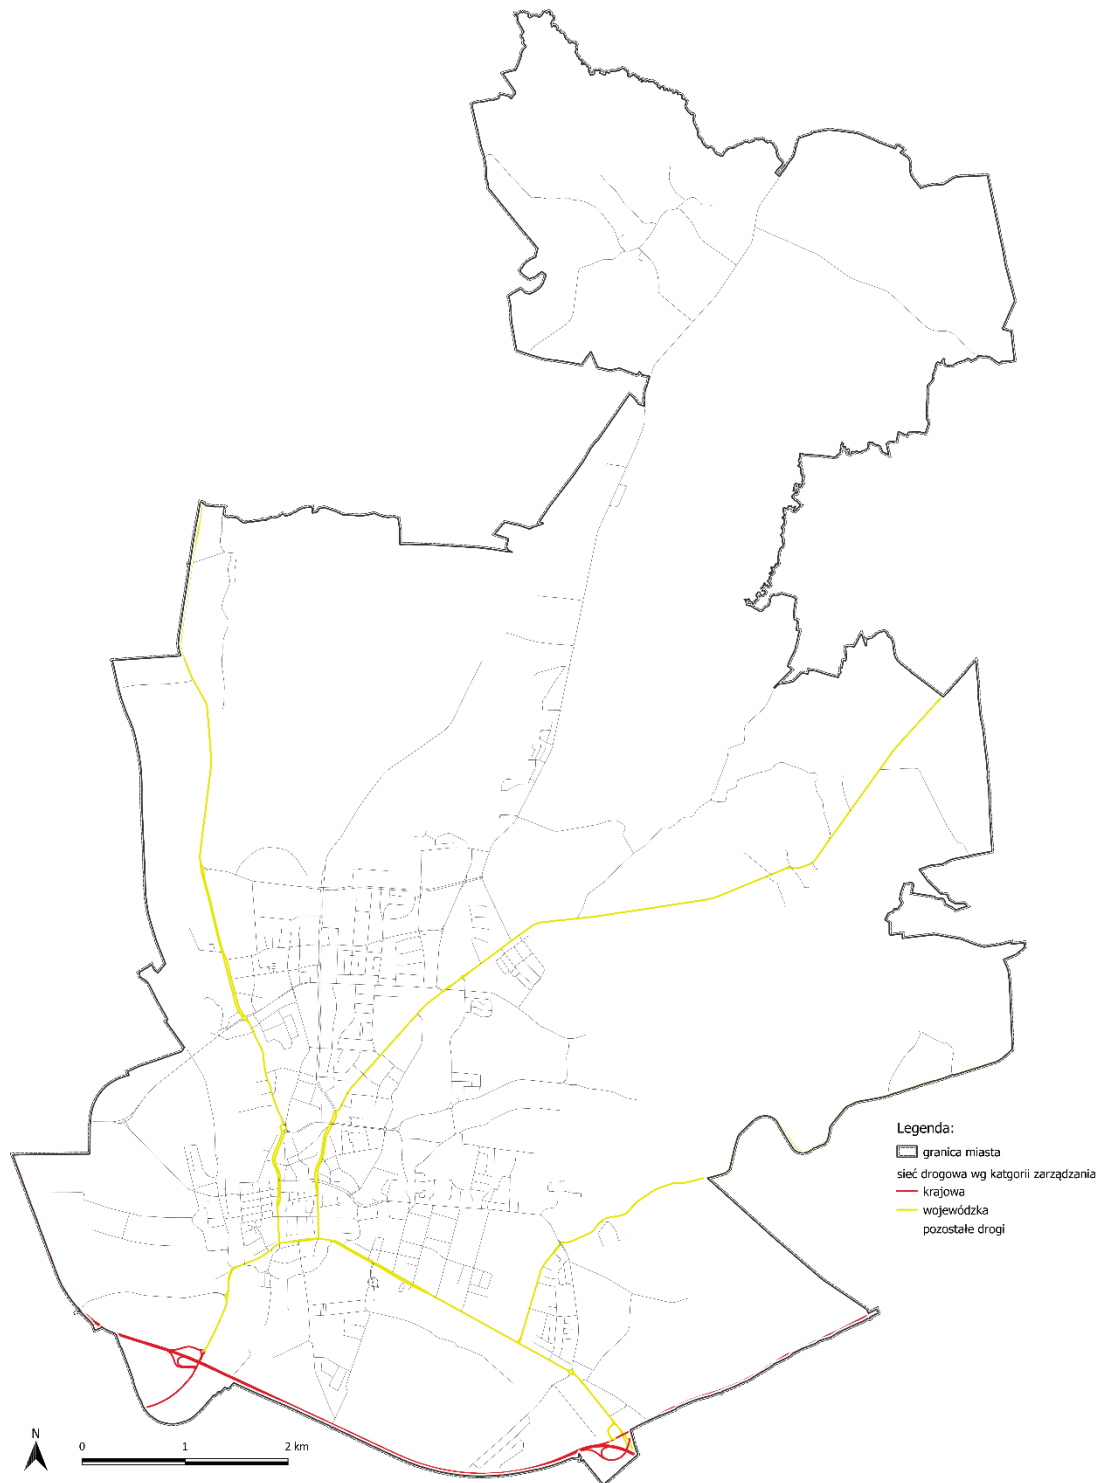 Legenda:
granica miasta
sieć drogowa wg katgorii zarządzania
krajowa
wojewódzka
pozostałe drogi
N
0 1 2 km